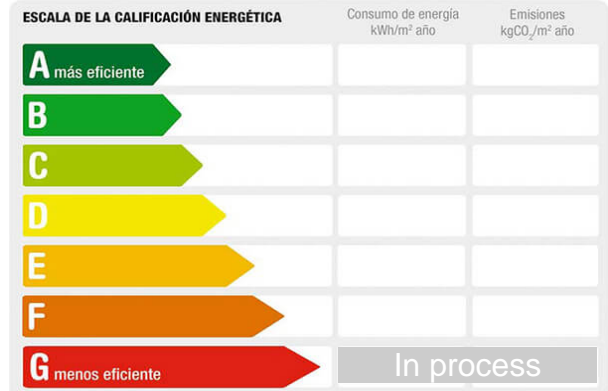 ESCALA DE LA CALIFICACIÓN ENERGÉTICA
Consumo de energía
kWh/m² año
Emisiones
kgCO₂/m² año
A más eficiente
B
C
D
E
F
G menos eficiente
In process